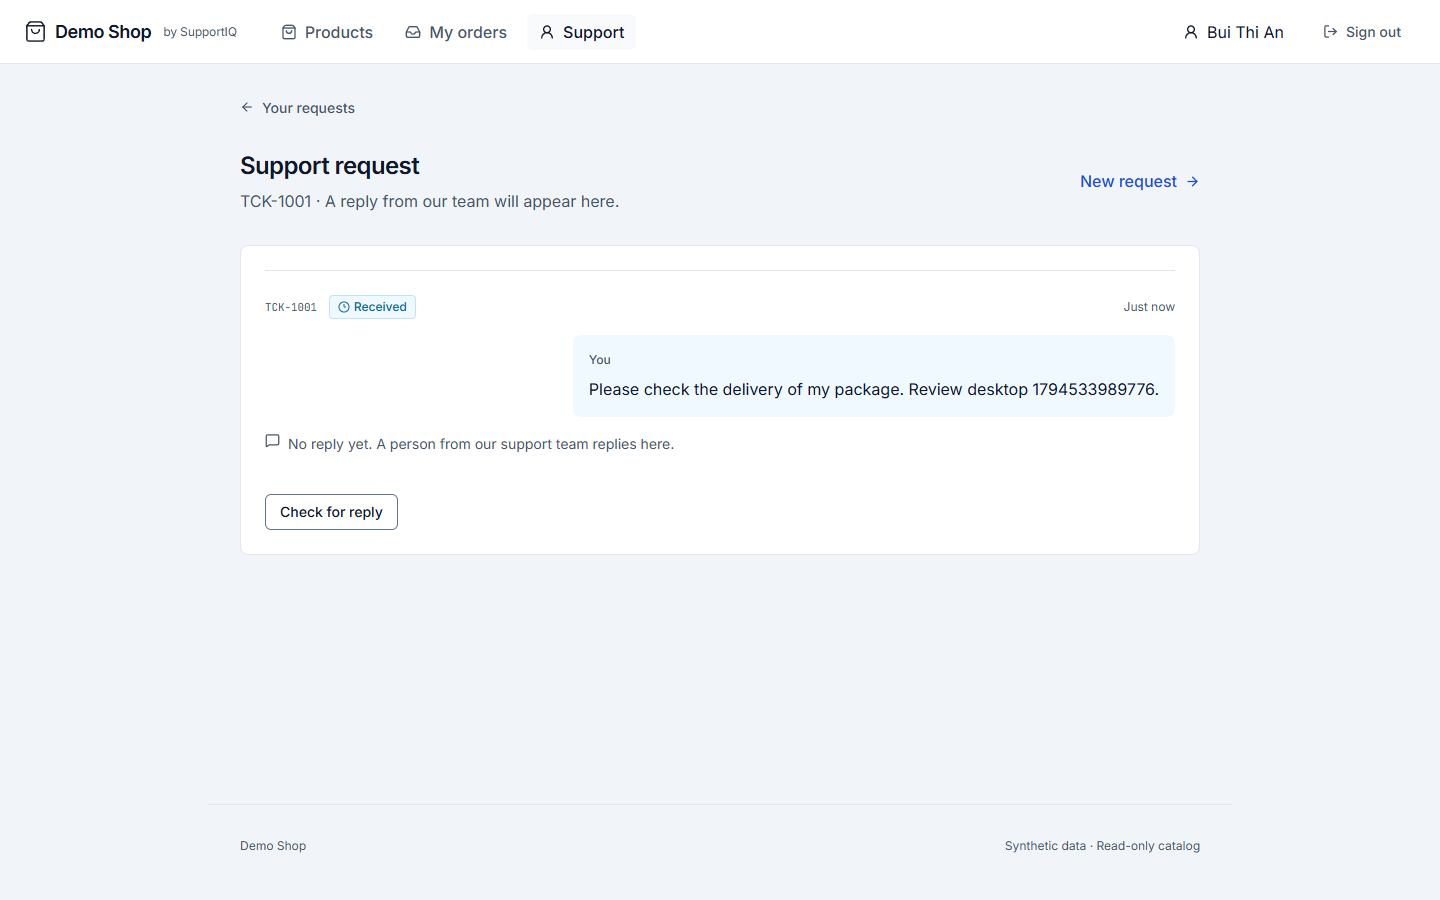 Demo Shop by SupportIQ Products My orders Support Bui Thi An Sign out
Your requests
Support request
New request
TCK-1001 · A reply from our team will appear here.
TCK-1001 Received Just now
You
Please check the delivery of my package. Review desktop 1794533989776.
No reply yet. A person from our support team replies here.
Check for reply
Demo Shop Synthetic data · Read-only catalog